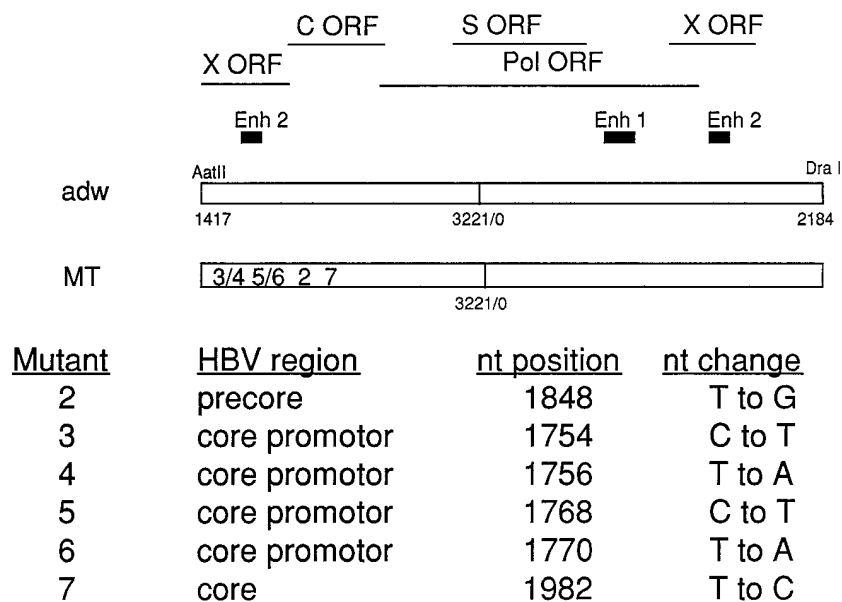 C ORF S ORF X ORF
X ORF Pol ORF
Enh 2 Enh 1 Enh 2
AatII Dra I
adw
1417 3221/0 2184
MT 3/4 5/6 2 7
3221/0
Mutant HBV region nt position nt change
2 precore 1848 T to G
3 core promotor 1754 C to T
4 core promotor 1756 T to A
5 core promotor 1768 C to T
6 core promotor 1770 T to A
7 core 1982 T to C